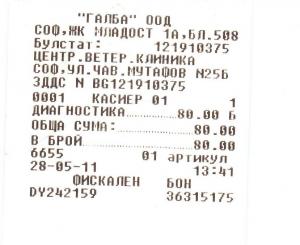 "ГАЛБА" ООД
СОФ,ЖК МЛАДОСТ 1А,БЛ.508
Булстат: 121910375
ЦЕНТР.ВЕТЕР.КЛИНИКА
СОФ,УЛ.ЧАВ.МУТАФОВ N25Б
ЗДДС N BG121910375
0001 КАСИЕР 01 1
ДИАГНОСТИКА..............80.00 Б
ОБЩА СУМА:...............80.00
В БРОЙ...................80.00
6655 01 артикул
28-05-11 13:41
ФИСКАЛЕН БОН
DY242159 36315175